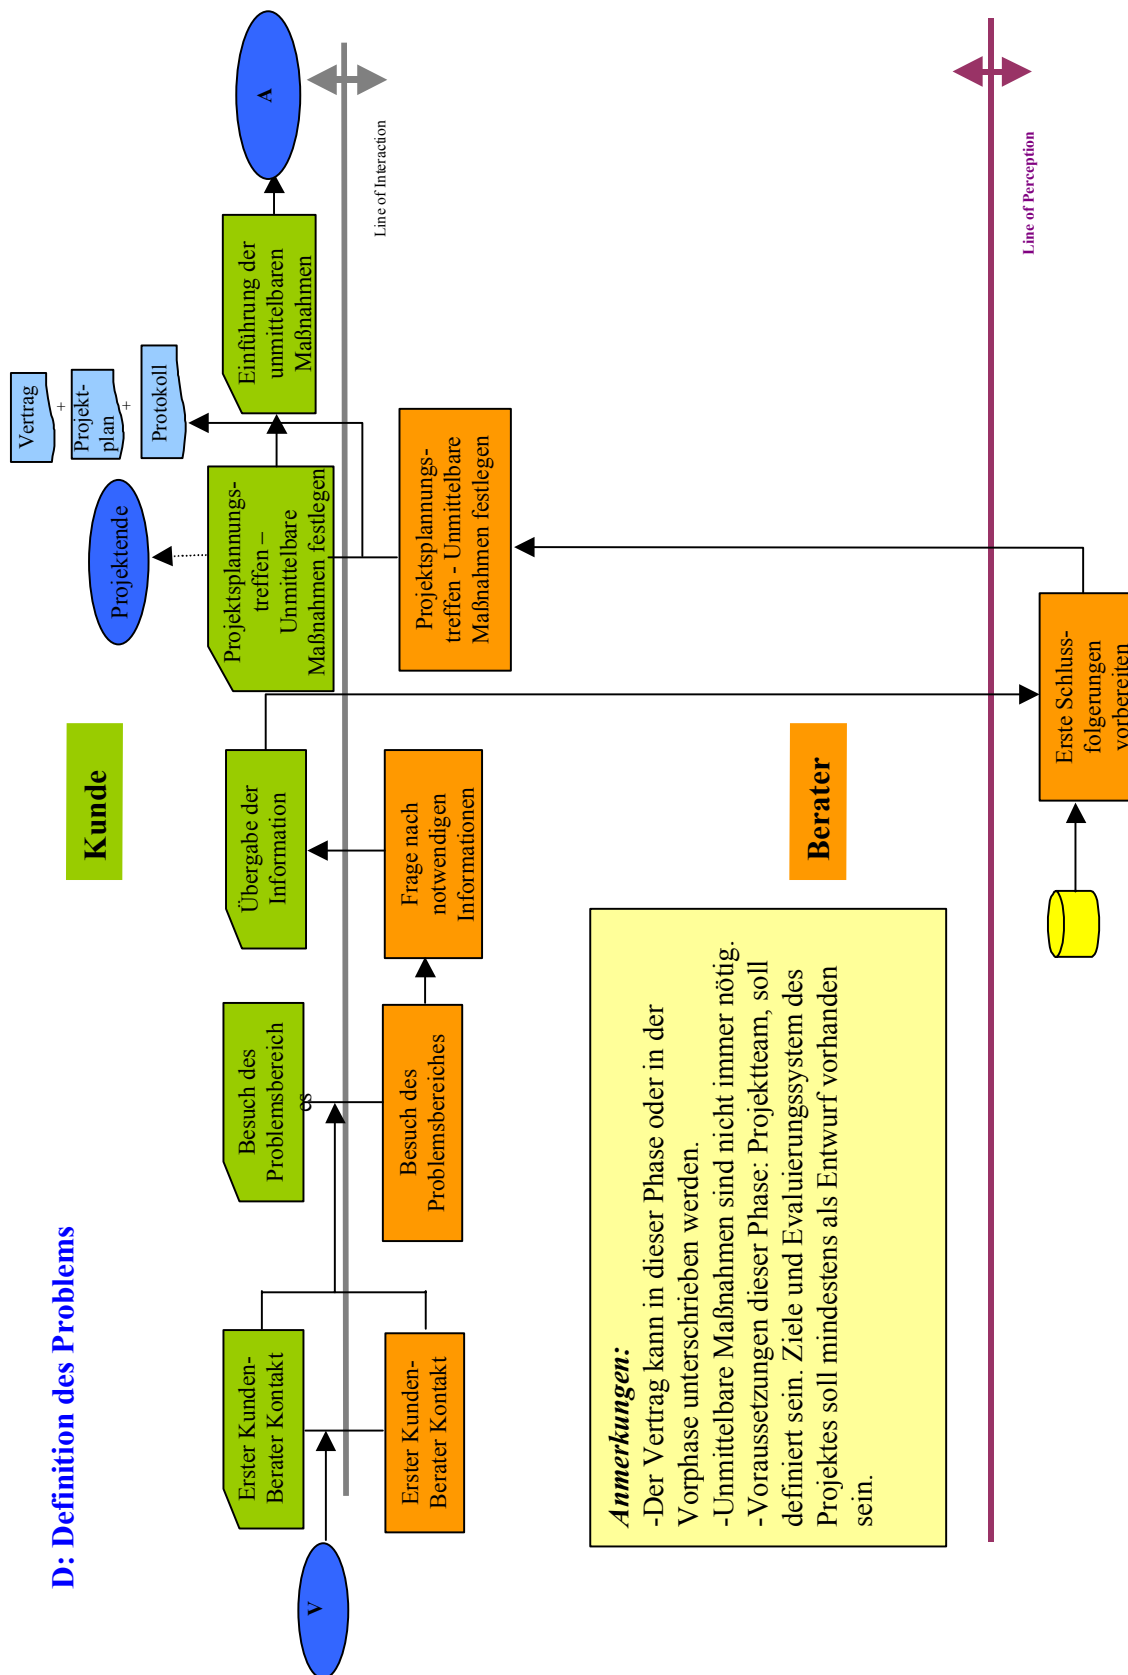 D: Definition des Problems
Kunde
Vertrag
+
Projekt-
plan
+
Protokoll
Projektende
V
Erster Kunden-
Berater Kontakt
Besuch des
Problemsbereich
es
Übergabe der
Information
Projektsplannungs-
treffen –
Unmittelbare
Maßnahmen festlegen
Einführung der
unmittelbaren
Maßnahmen
A
Line of Interaction
Erster Kunden-
Berater Kontakt
Besuch des
Problemsbereiches
Frage nach
notwendigen
Informationen
Projektsplannungs-
treffen - Unmittelbare
Maßnahmen festlegen
Anmerkungen:
-Der Vertrag kann in dieser Phase oder in der
Vorphase unterschrieben werden.
-Unmittelbare Maßnahmen sind nicht immer nötig.
-Voraussetzungen dieser Phase: Projektteam, soll
definiert sein. Ziele und Evaluierungssystem des
Projektes soll mindestens als Entwurf vorhanden
sein.
Berater
Line of Perception
Erste Schluss-
folgerungen
vorbereiten